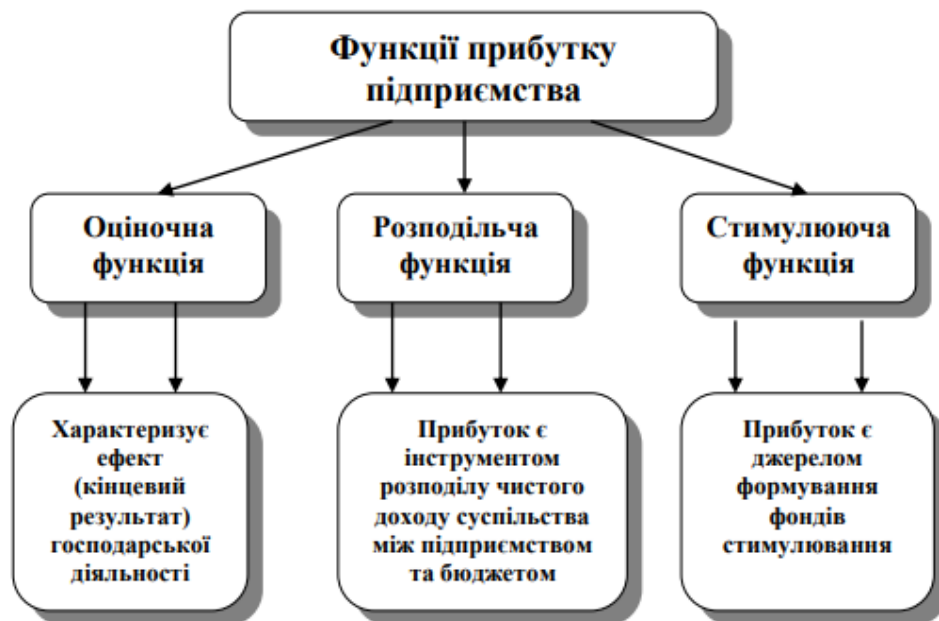 Функції прибутку
підприємства
Оціночна
функція
Розподільча
функція
Стимулююча
функція
Характеризує
ефект
(кінцевий
результат)
господарської
діяльності
Прибуток є
інструментом
розподілу чистого
доходу суспільства
між підприємством
та бюджетом
Прибуток є
джерелом
формування
фондів
стимулювання